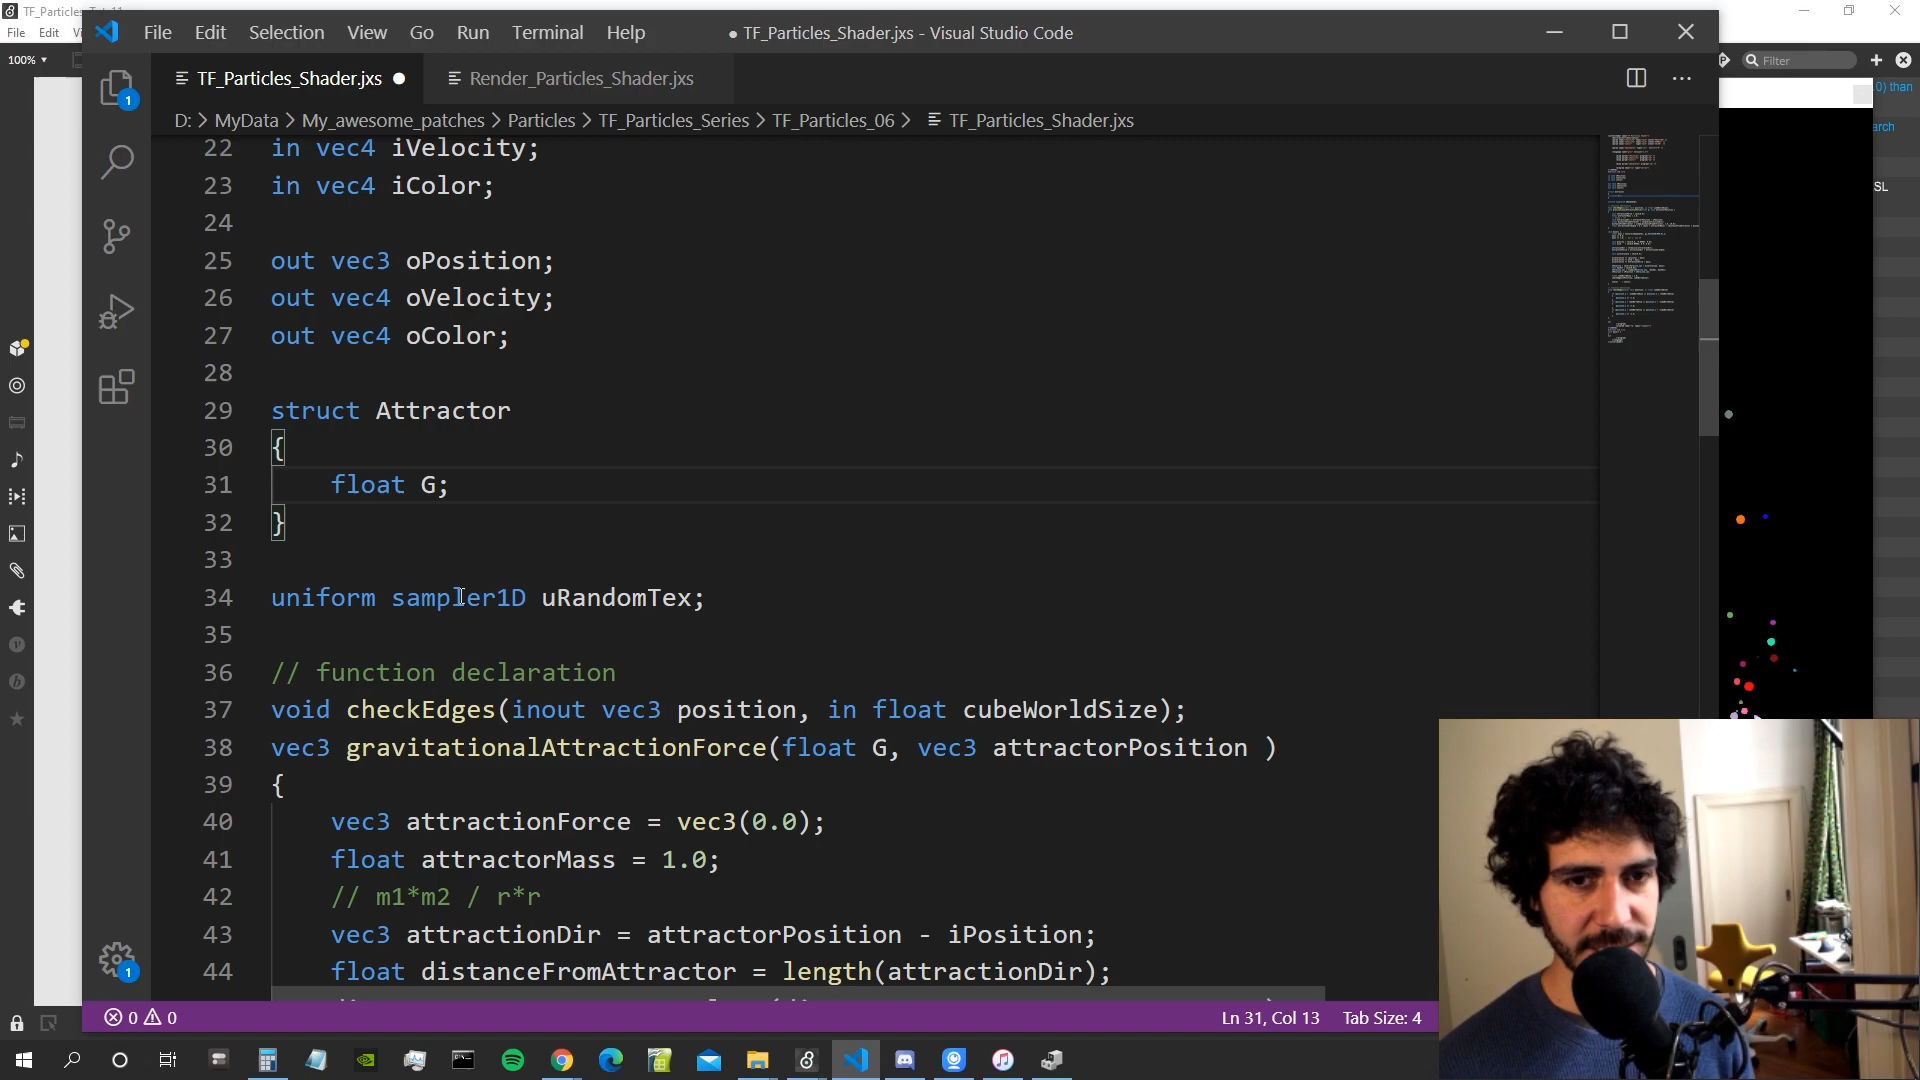 File Edit
100%
File Edit Selection View Go Run Terminal Help
● TF_Particles_Shader.jxs - Visual Studio Code
TF_Particles_Shader.jxs
Render_Particles_Shader.jxs
D: > MyData > My_awesome_patches > Particles > TF_Particles_Series > TF_Particles_06 > TF_Particles_Shader.jxs
22 in vec4 iVelocity;
23 in vec4 iColor;
24
25 out vec3 oPosition;
26 out vec4 oVelocity;
27 out vec4 oColor;
28
29 struct Attractor
30 {
31 float G;
32 }
33
34 uniform sampler1D uRandomTex;
35
36 // function declaration
37 void checkEdges(inout vec3 position, in float cubeWorldSize);
38 vec3 gravitationalAttractionForce(float G, vec3 attractorPosition )
39 {
40 vec3 attractionForce = vec3(0.0);
41 float attractorMass = 1.0;
42 // m1*m2 / r*r
43 vec3 attractionDir = attractorPosition - iPosition;
44 float distanceFromAttractor = length(attractionDir);
Filter
0) than
arch
SL
1
1
0 0
Ln 31, Col 13 Tab Size: 4